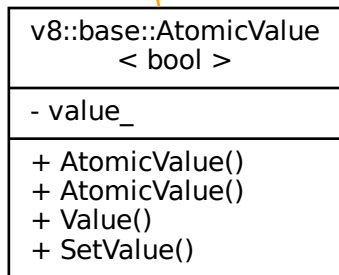 v8::base::AtomicValue
< bool >
- value_
+ AtomicValue()
+ AtomicValue()
+ Value()
+ SetValue()